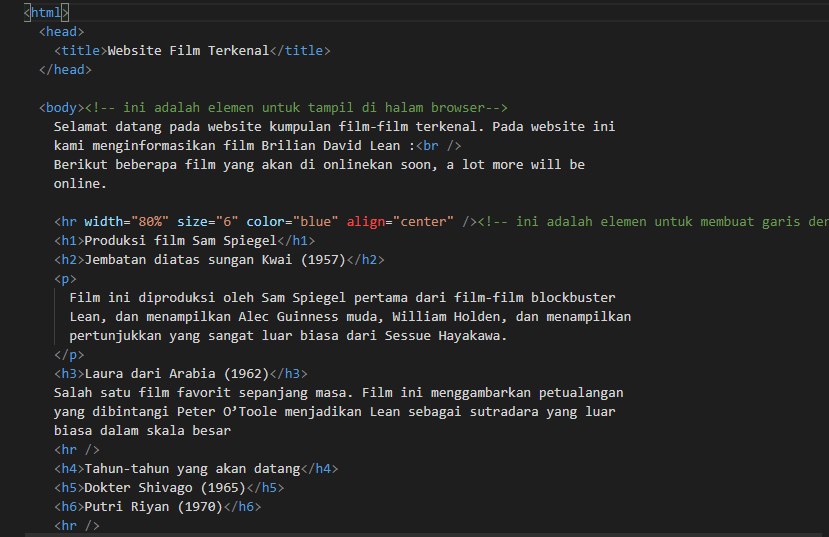 <html>
<head>
<title>Website Film Terkenal</title>
</head>
<body><!-- ini adalah elemen untuk tampil di halam browser-->
Selamat datang pada website kumpulan film-film terkenal. Pada website ini
kami menginformasikan film Brilian David Lean :<br />
Berikut beberapa film yang akan di onlinekan soon, a lot more will be
online.
<hr width="80%" size="6" color="blue" align="center" /><!-- ini adalah elemen untuk membuat garis
<h1>Produksi film Sam Spiegel</h1>
<h2>Jembatan diatas sungan Kwai (1957)</h2>
<p>
Film ini diproduksi oleh Sam Spiegel pertama dari film-film blockbuster
Lean, dan menampilkan Alec Guinness muda, William Holden, dan menampilkan
pertunjukkan yang sangat luar biasa dari Sessue Hayakawa.
</p>
<h3>Laura dari Arabia (1962)</h3>
Salah satu film favorit sepanjang masa. Film ini menggambarkan petualangan
yang dibintangi Peter O’Toole menjadikan Lean sebagai sutradara yang luar
biasa dalam skala besar
<hr />
<h4>Tahun-tahun yang akan datang</h4>
<h5>Dokter Shivago (1965)</h5>
<h6>Putri Riyan (1970)</h6>
<hr />